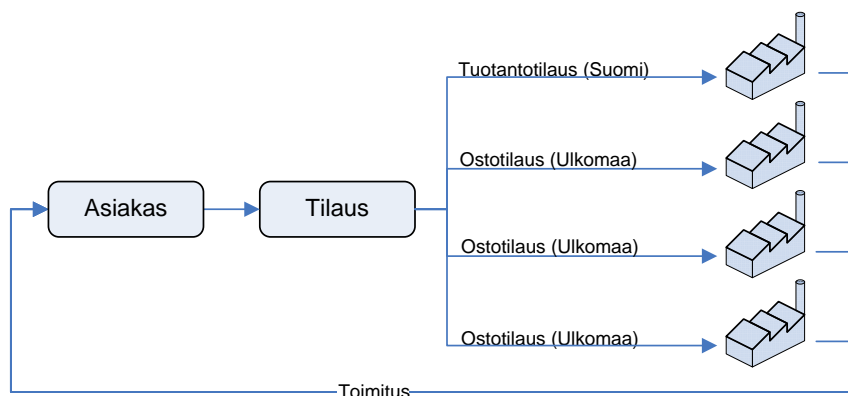 Tuotantotilaus (Suomi)
Ostotilaus (Ulkomaa)
Asiakas
Tilaus
Ostotilaus (Ulkomaa)
Ostotilaus (Ulkomaa)
Toimitus